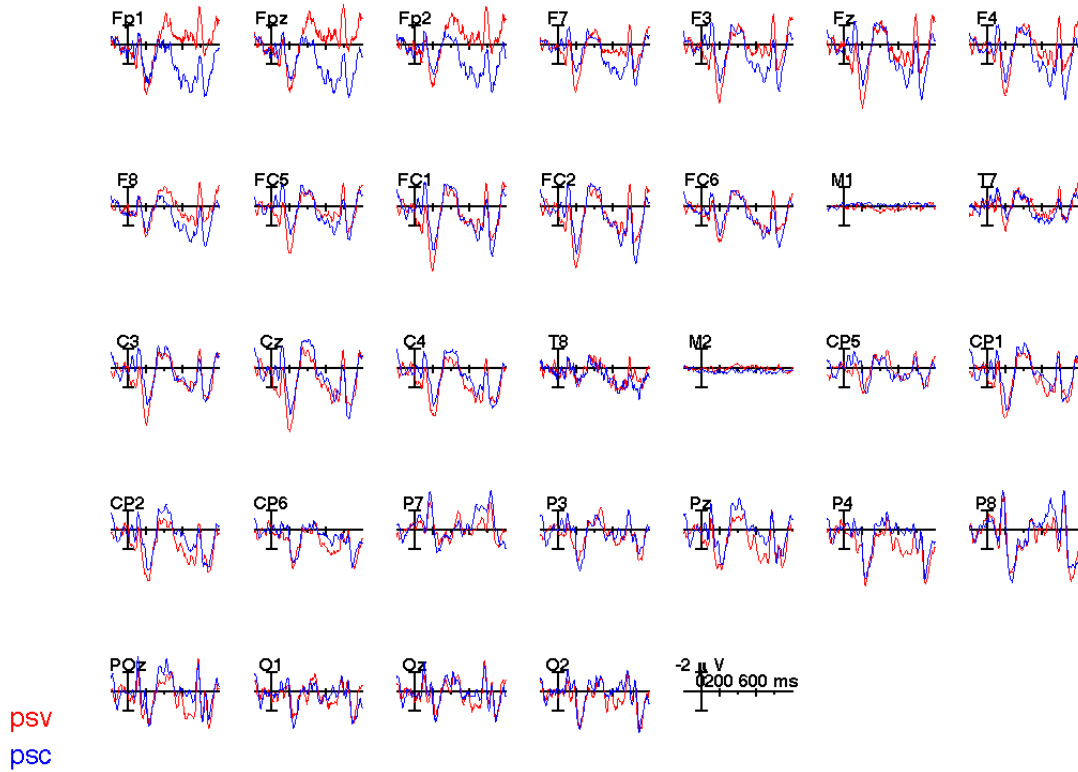 Fp1 Fpz Fp2 F7 F3 Fz F4
F8 FC5 FC1 FC2 FC6 M1 T7
C3 Cz C4 T8 M2 CP5 CP1
CP2 CP6 P7 P3 Pz P4 P8
POz O1 Oz O2 -2 µV
0200 600 ms
psv
psc